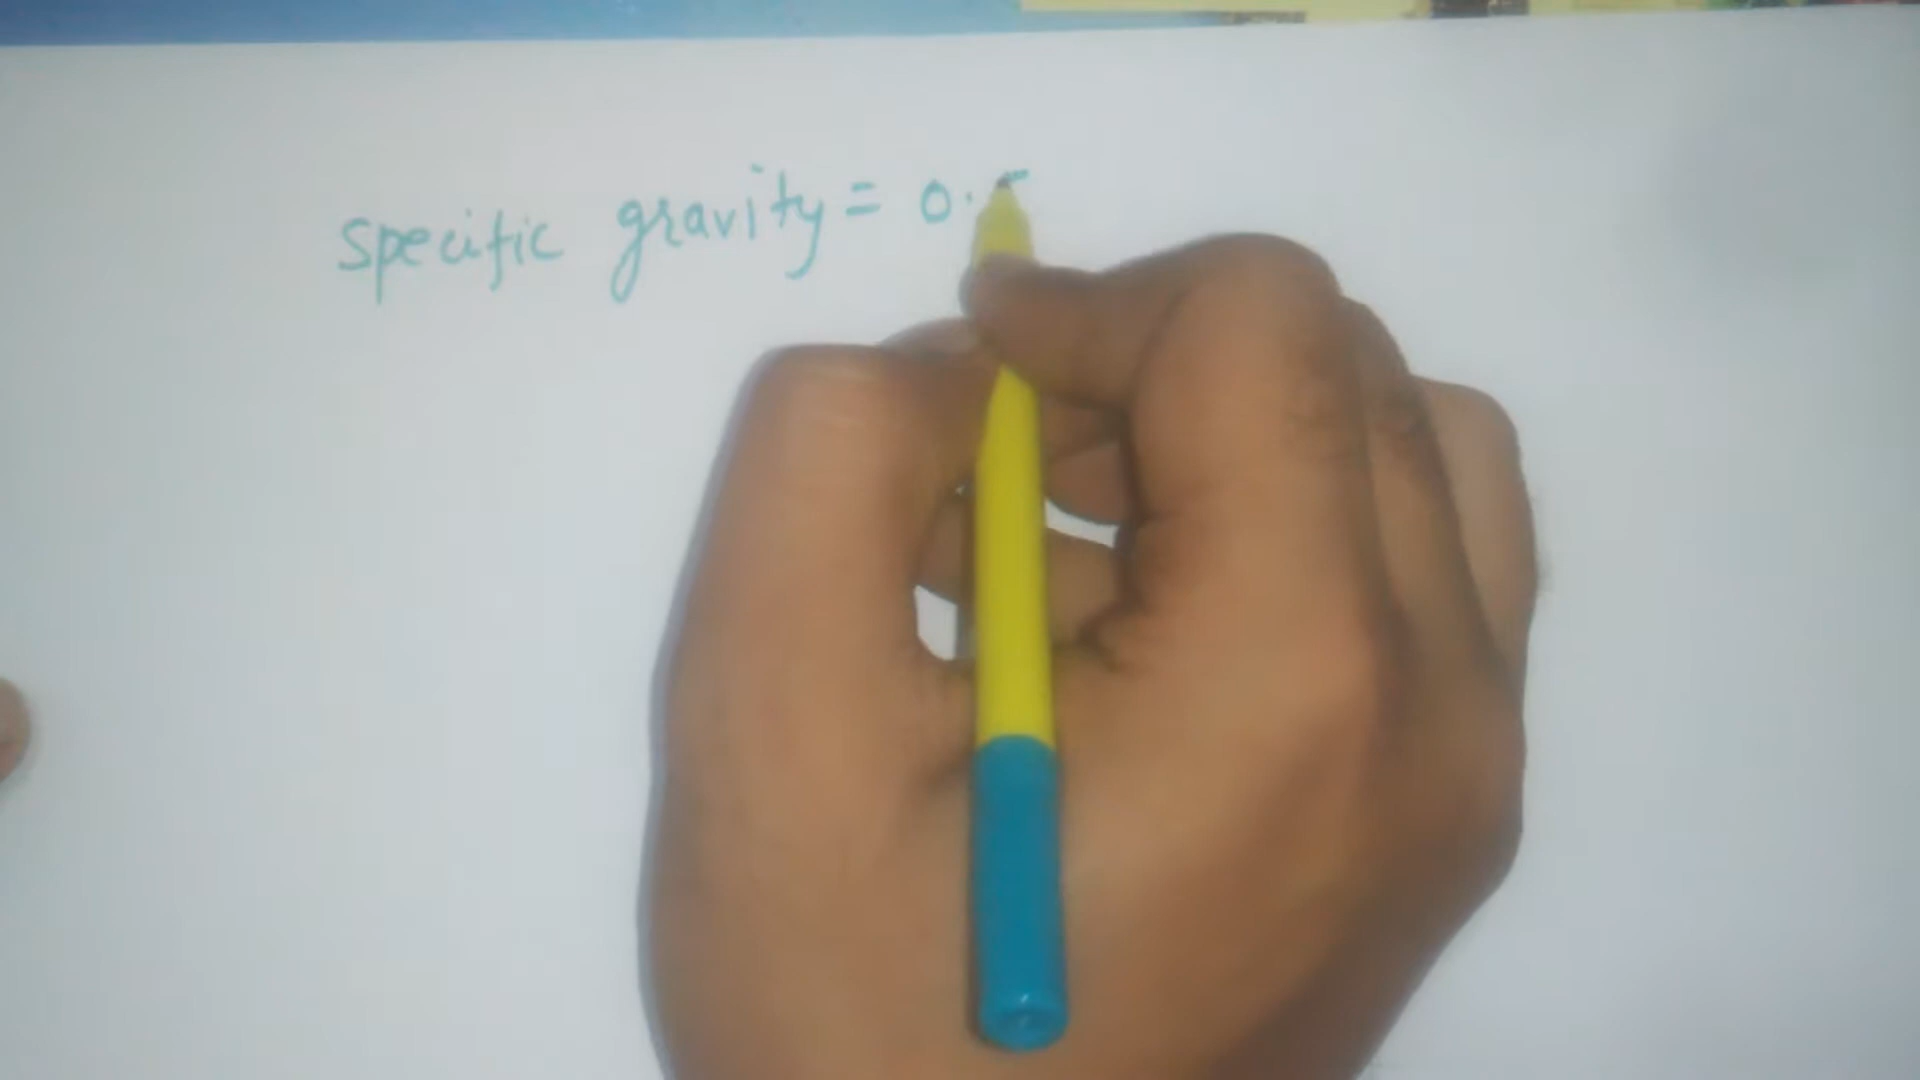 specific gravity = 0.